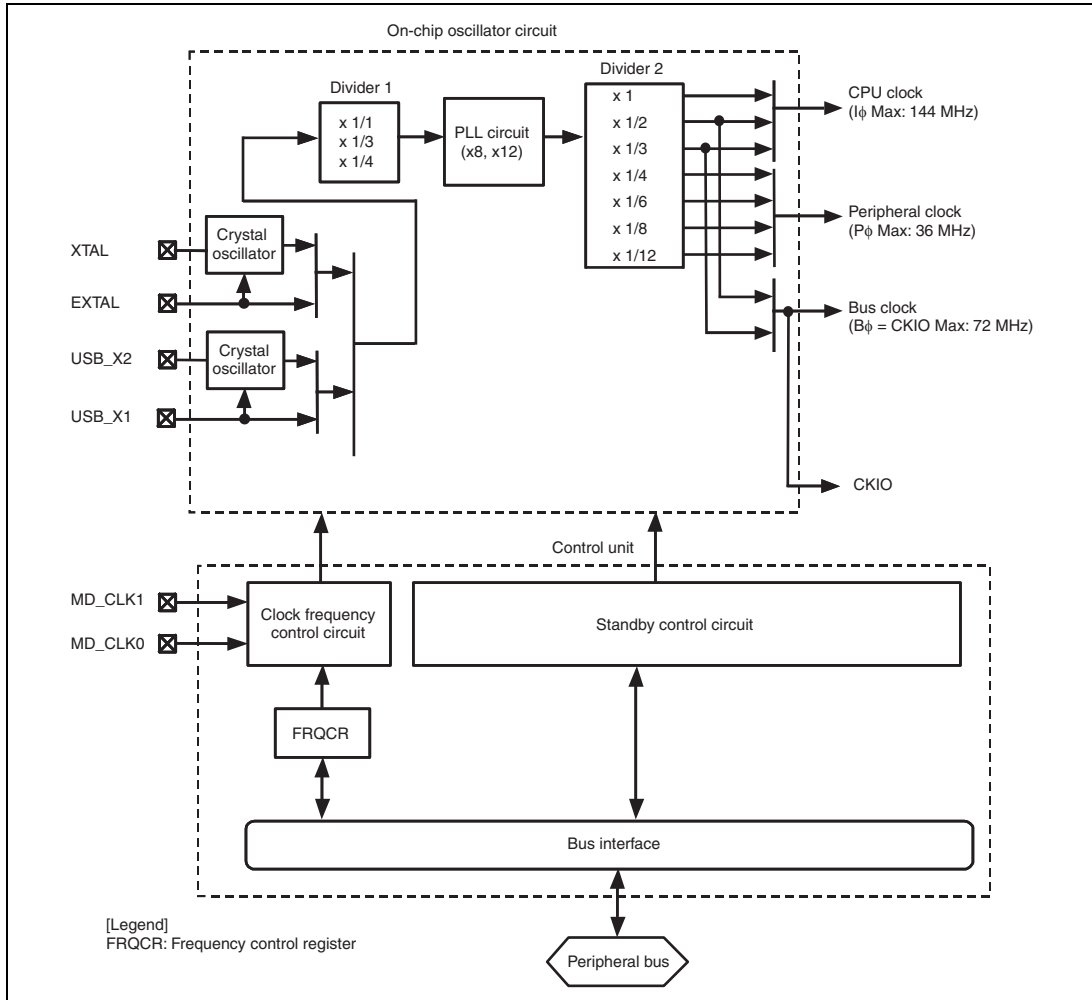 On-chip oscillator circuit
Divider 1
x 1/1
x 1/3
x 1/4
PLL circuit
(x8, x12)
Divider 2
x 1
x 1/2
x 1/3
x 1/4
x 1/6
x 1/8
x 1/12
CPU clock
(Iϕ Max: 144 MHz)
Peripheral clock
(Pϕ Max: 36 MHz)
Bus clock
(Bϕ = CKIO Max: 72 MHz)
CKIO
XTAL
Crystal
oscillator
EXTAL
USB_X2
Crystal
oscillator
USB_X1
Control unit
MD_CLK1
MD_CLK0
Clock frequency
control circuit
Standby control circuit
FRQCR
Bus interface
[Legend]
FRQCR: Frequency control register
Peripheral bus